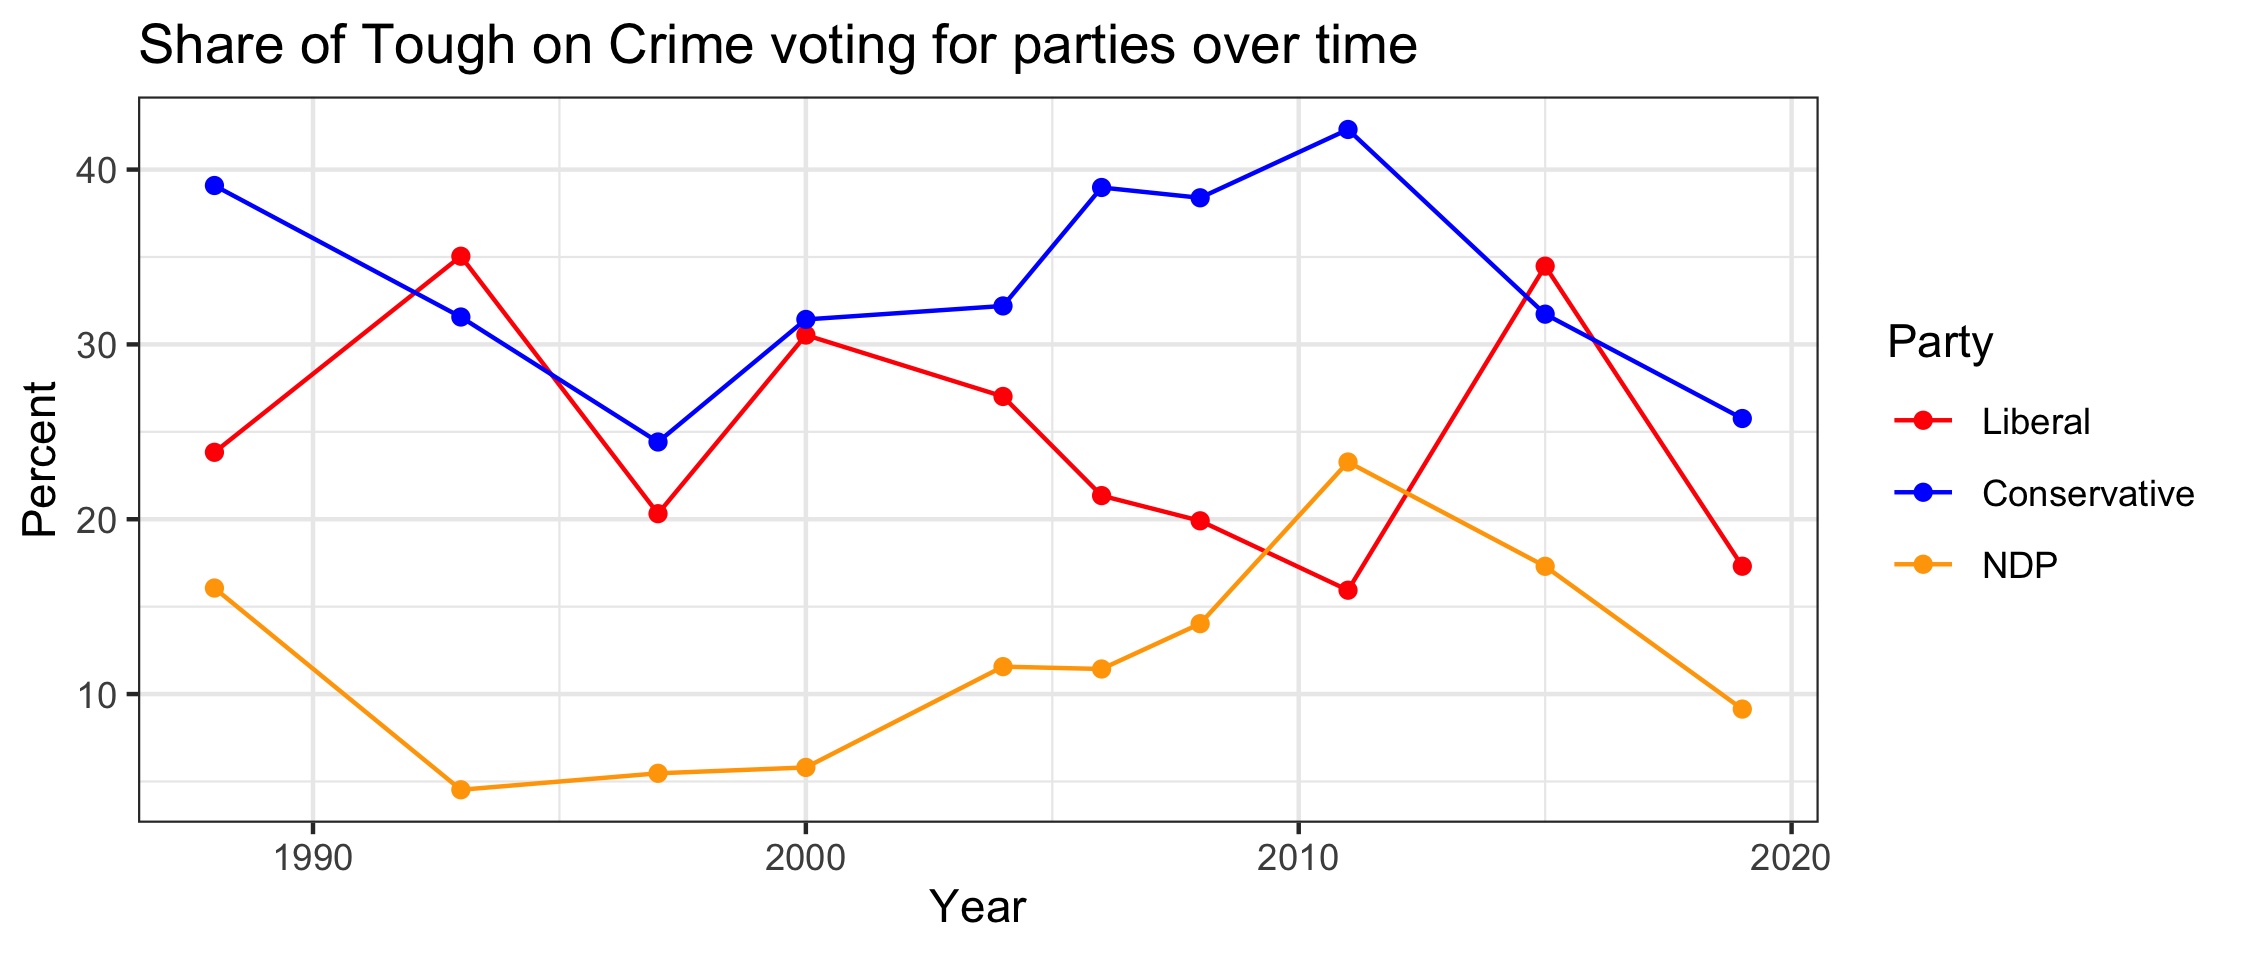 Share of Tough on Crime voting for parties over time
40
30
20
10
Percent
1990 2000 2010 2020
Year
Party
Liberal
Conservative
NDP